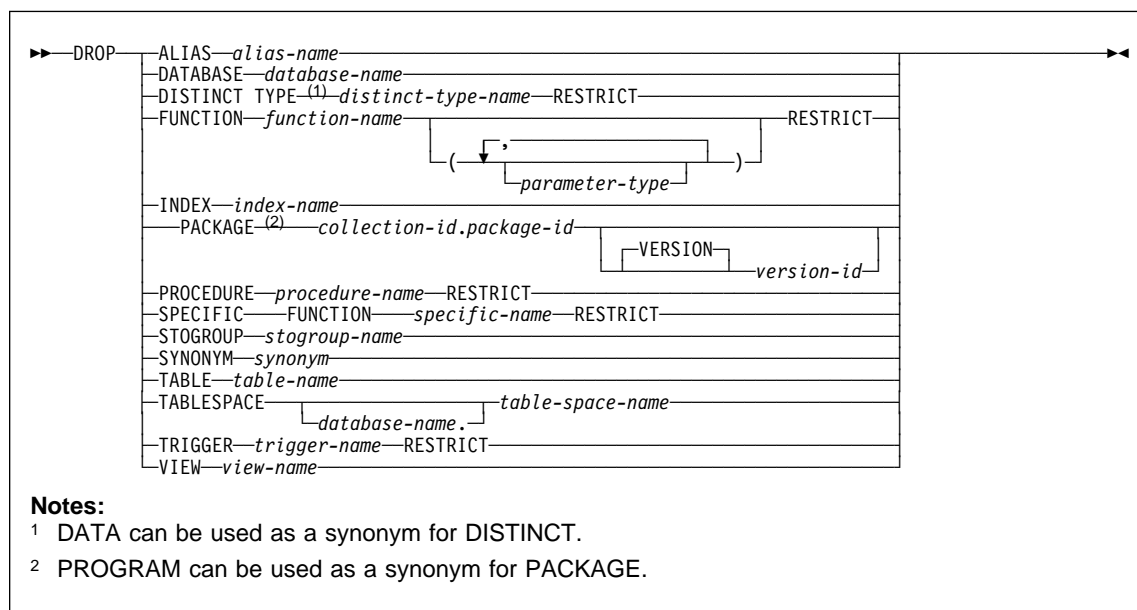 DROP ALIAS alias-name
DATABASE database-name
DISTINCT TYPE (1) distinct-type-name RESTRICT
FUNCTION function-name RESTRICT
,
( )
parameter-type
INDEX index-name
PACKAGE (2) collection-id.package-id
VERSION
version-id
PROCEDURE procedure-name RESTRICT
SPECIFIC FUNCTION specific-name RESTRICT
STOGROUP stogroup-name
SYNONYM synonym
TABLE table-name
TABLESPACE table-space-name
database-name.
TRIGGER trigger-name RESTRICT
VIEW view-name
Notes:
1 DATA can be used as a synonym for DISTINCT.
2 PROGRAM can be used as a synonym for PACKAGE.